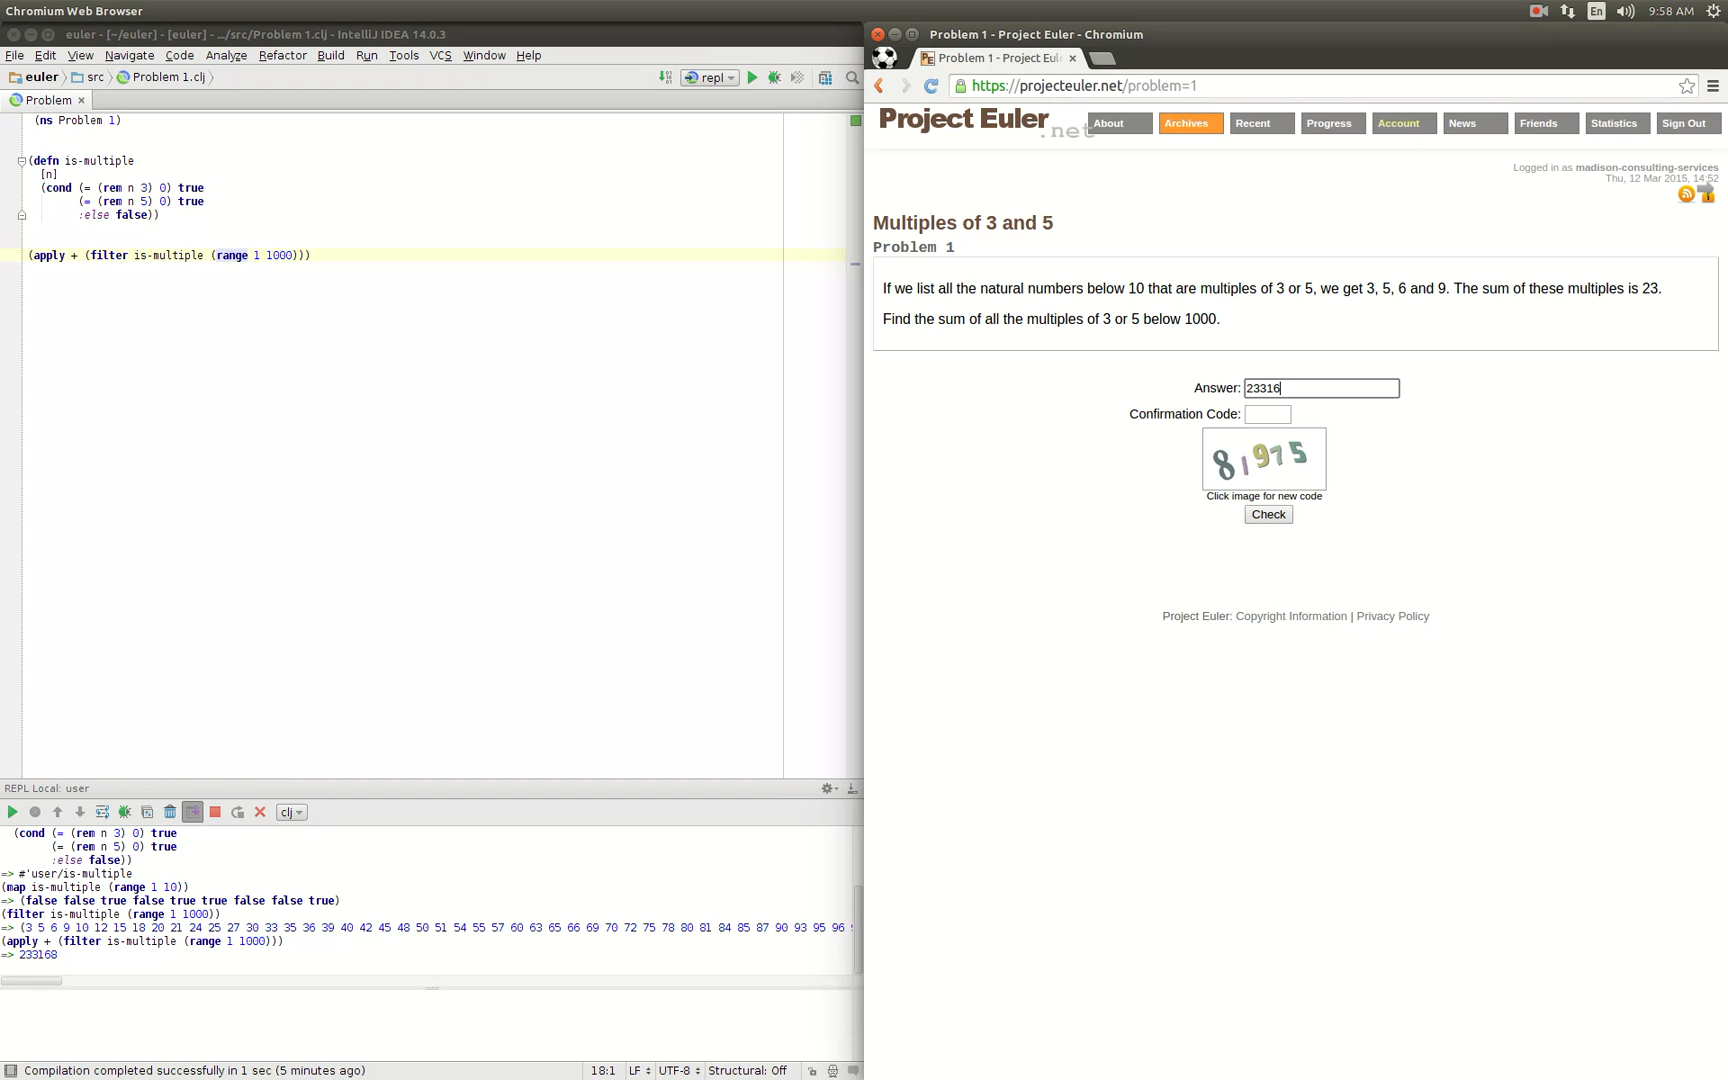 Chromium Web Browser
En 9:58 AM
euler - [~/euler] - [euler] - .../src/Problem 1.clj - IntelliJ IDEA 14.0.3
File Edit View Navigate Code Analyze Refactor Build Run Tools VCS Window Help
euler src Problem 1.clj
repl
Problem
(ns Problem 1)
(defn is-multiple
[n]
(cond (= (rem n 3) 0) true
(= (rem n 5) 0) true
:else false))
(apply + (filter is-multiple (range 1 1000)))
REPL Local: user
clj
(cond (= (rem n 3) 0) true
(= (rem n 5) 0) true
:else false))
=> #'user/is-multiple
(map is-multiple (range 1 10))
=> (false false true false true true false false true)
(filter is-multiple (range 1 1000))
=> (3 5 6 9 10 12 15 18 20 21 24 25 27 30 33 35 36 39 40 42 45 48 50 51 54 55 57 60 63 65 66 69 70 72 75 78 80 81 84 85 87 90 93 95 96
(apply + (filter is-multiple (range 1 1000)))
=> 233168
Compilation completed successfully in 1 sec (5 minutes ago)
18:1 LF UTF-8 Structural: Off
Problem 1 - Project Euler - Chromium
PE Problem 1 - Project Eul
https://projecteuler.net/problem=1
Project Euler .net
About Archives Recent Progress Account News Friends Statistics Sign Out
Logged in as madison-consulting-services
Thu, 12 Mar 2015, 14:52
Multiples of 3 and 5
Problem 1
If we list all the natural numbers below 10 that are multiples of 3 or 5, we get 3, 5, 6 and 9. The sum of these multiples is 23.
Find the sum of all the multiples of 3 or 5 below 1000.
Answer: 23316
Confirmation Code:
81975
Click image for new code
Check
Project Euler: Copyright Information | Privacy Policy